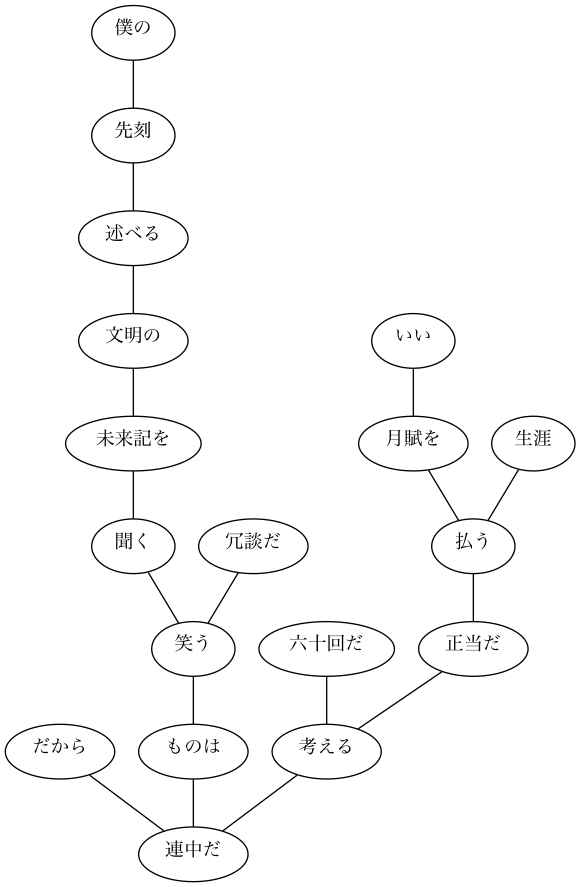 僕の
先刻
述べる
文明の
いい
未来記を
月賦を
生涯
聞く
冗談だ
払う
笑う
六十回だ
正当だ
だから
ものは
考える
連中だ